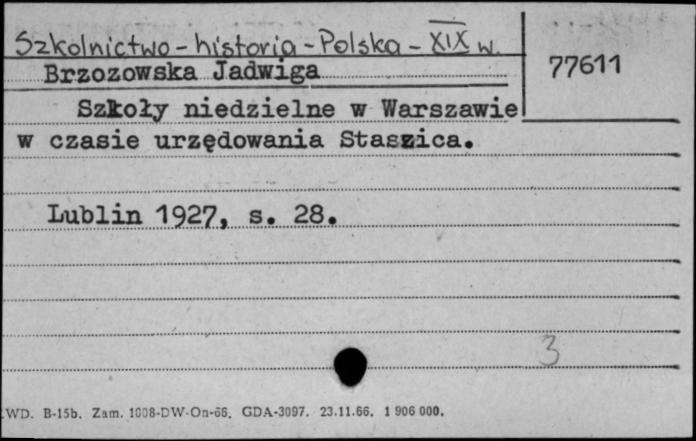 Szkolnictwo - historia - Polska - XIX w.
77611
Brzozowska Jadwiga
Szkoły niedzielne w Warszawie
w czasie urzędowania Staszica.
Lublin 1927, s. 28.
3
WD. B-15b. Zam. 1008-DW-On-66. GDA-3097. 23.11.66. 1 906 000.